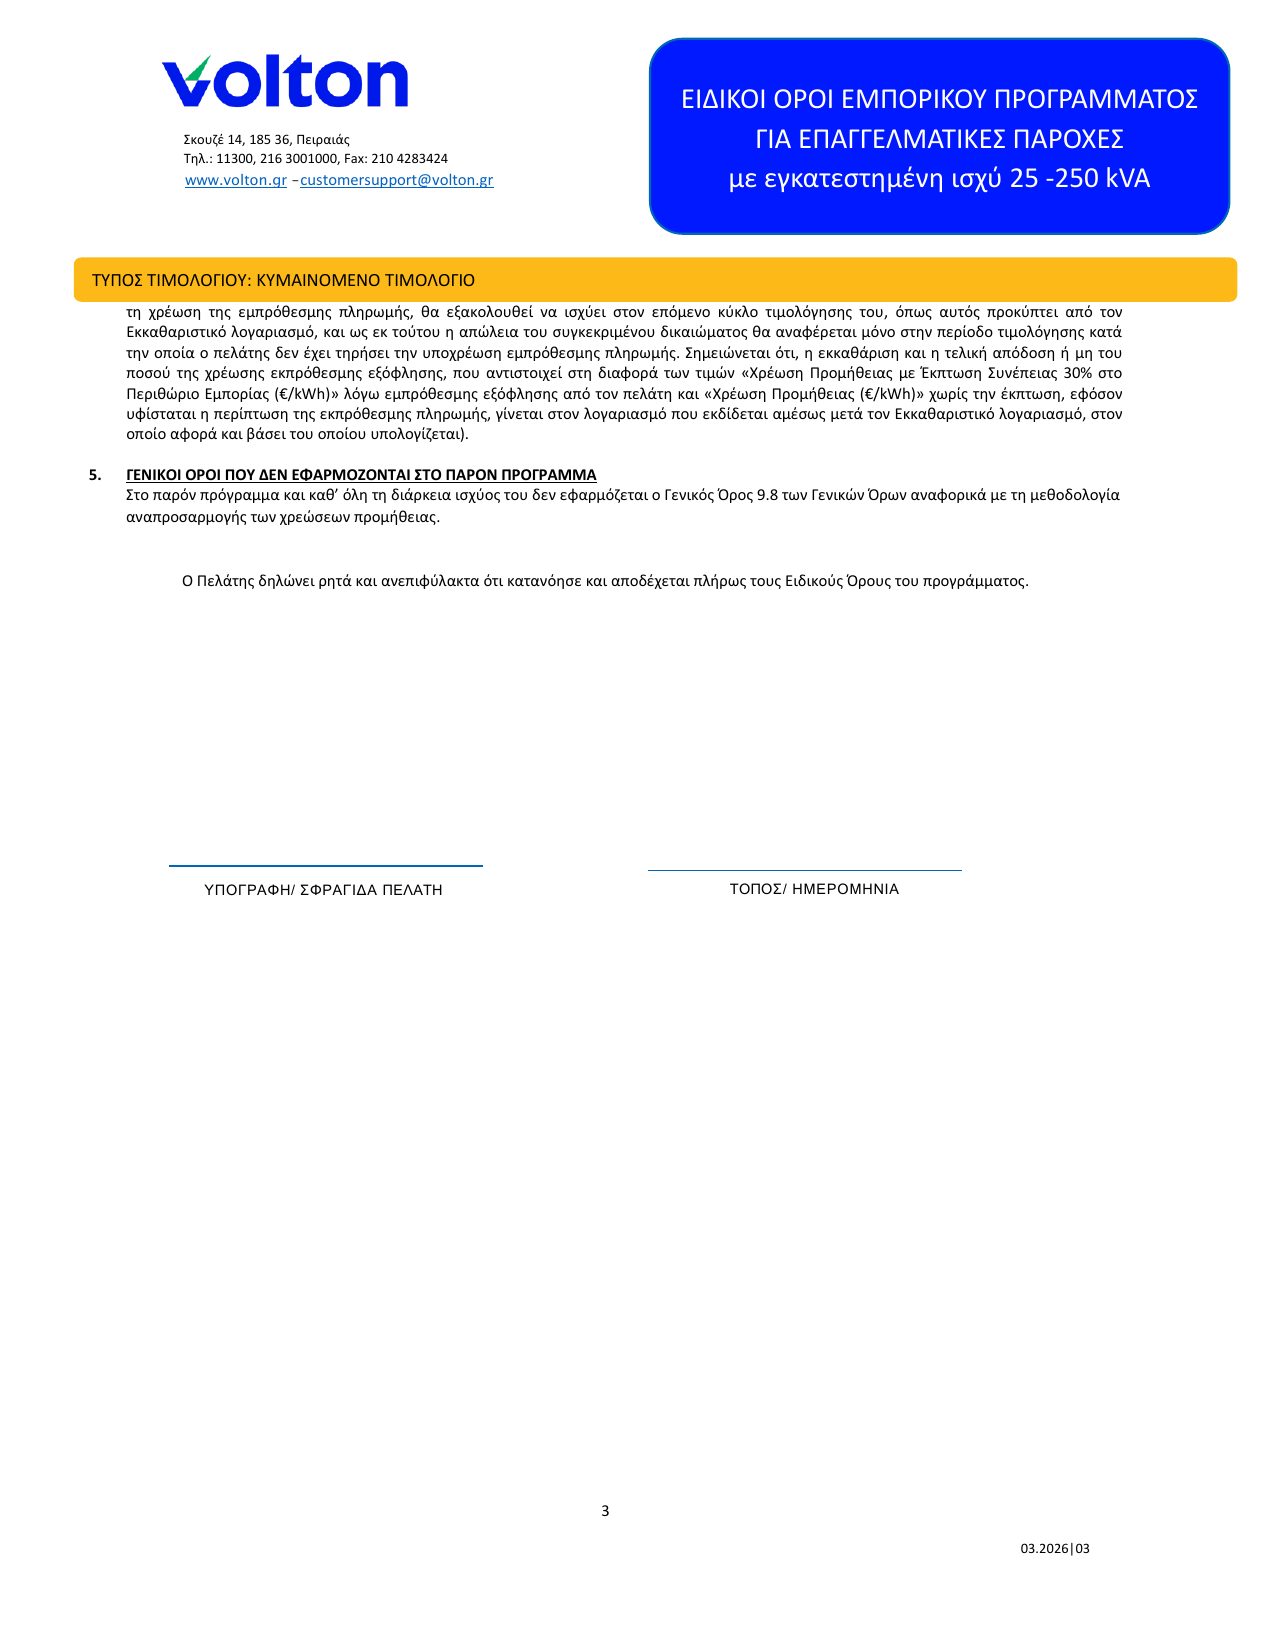 volton
Σκουζέ 14, 185 36, Πειραιάς
Τηλ.: 11300, 216 3001000, Fax: 210 4283424
www.volton.gr –customersupport@volton.gr
ΕΙΔΙΚΟΙ ΟΡΟΙ ΕΜΠΟΡΙΚΟΥ ΠΡΟΓΡΑΜΜΑΤΟΣ
ΓΙΑ ΕΠΑΓΓΕΛΜΑΤΙΚΕΣ ΠΑΡΟΧΕΣ
με εγκατεστημένη ισχύ 25 -250 kVA
ΤΥΠΟΣ ΤΙΜΟΛΟΓΙΟΥ: ΚΥΜΑΙΝΟΜΕΝΟ ΤΙΜΟΛΟΓΙΟ
τη χρέωση της εμπρόθεσμης πληρωμής, θα εξακολουθεί να ισχύει στον επόμενο κύκλο τιμολόγησης του, όπως αυτός προκύπτει από τον
Εκκαθαριστικό λογαριασμό, και ως εκ τούτου η απώλεια του συγκεκριμένου δικαιώματος θα αναφέρεται μόνο στην περίοδο τιμολόγησης κατά
την οποία ο πελάτης δεν έχει τηρήσει την υποχρέωση εμπρόθεσμης πληρωμής. Σημειώνεται ότι, η εκκαθάριση και η τελική απόδοση ή μη του
ποσού της χρέωσης εκπρόθεσμης εξόφλησης, που αντιστοιχεί στη διαφορά των τιμών «Χρέωση Προμήθειας με Έκπτωση Συνέπειας 30% στο
Περιθώριο Εμπορίας (€/kWh)» λόγω εμπρόθεσμης εξόφλησης από τον πελάτη και «Χρέωση Προμήθειας (€/kWh)» χωρίς την έκπτωση, εφόσον
υφίσταται η περίπτωση της εκπρόθεσμης πληρωμής, γίνεται στον λογαριασμό που εκδίδεται αμέσως μετά τον Εκκαθαριστικό λογαριασμό, στον
οποίο αφορά και βάσει του οποίου υπολογίζεται).
5. ΓΕΝΙΚΟΙ ΟΡΟΙ ΠΟΥ ΔΕΝ ΕΦΑΡΜΟΖΟΝΤΑΙ ΣΤΟ ΠΑΡΟΝ ΠΡΟΓΡΑΜΜΑ
Στο παρόν πρόγραμμα και καθ’ όλη τη διάρκεια ισχύος του δεν εφαρμόζεται ο Γενικός Όρος 9.8 των Γενικών Όρων αναφορικά με τη μεθοδολογία
αναπροσαρμογής των χρεώσεων προμήθειας.
Ο Πελάτης δηλώνει ρητά και ανεπιφύλακτα ότι κατανόησε και αποδέχεται πλήρως τους Ειδικούς Όρους του προγράμματος.
ΥΠΟΓΡΑΦΗ/ ΣΦΡΑΓΙΔΑ ΠΕΛΑΤΗ
ΤΟΠΟΣ/ ΗΜΕΡΟΜΗΝΙΑ
3
03.2026|03